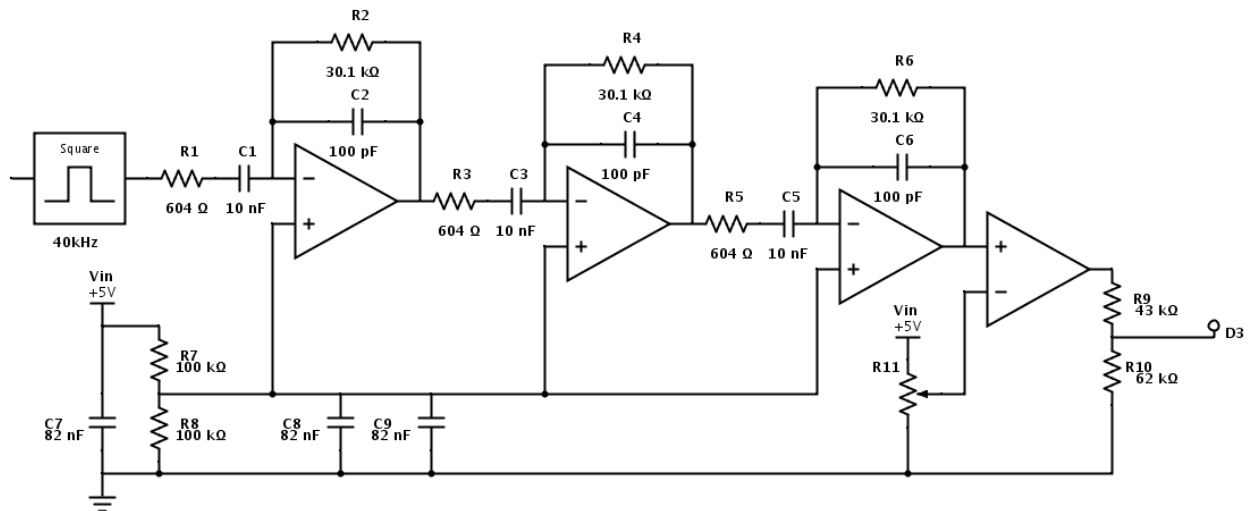 R2
30.1 kΩ
C2
100 pF
R4
30.1 kΩ
C4
100 pF
R6
30.1 kΩ
C6
100 pF
Square
40kHz
R1
604 Ω
C1
10 nF
−
+
R3
604 Ω
C3
10 nF
−
+
R5
604 Ω
C5
10 nF
−
+
+
−
R9
43 kΩ
D3
R10
62 kΩ
Vin
+5V
R7
100 kΩ
R8
100 kΩ
C7
82 nF
C8
82 nF
C9
82 nF
Vin
+5V
R11